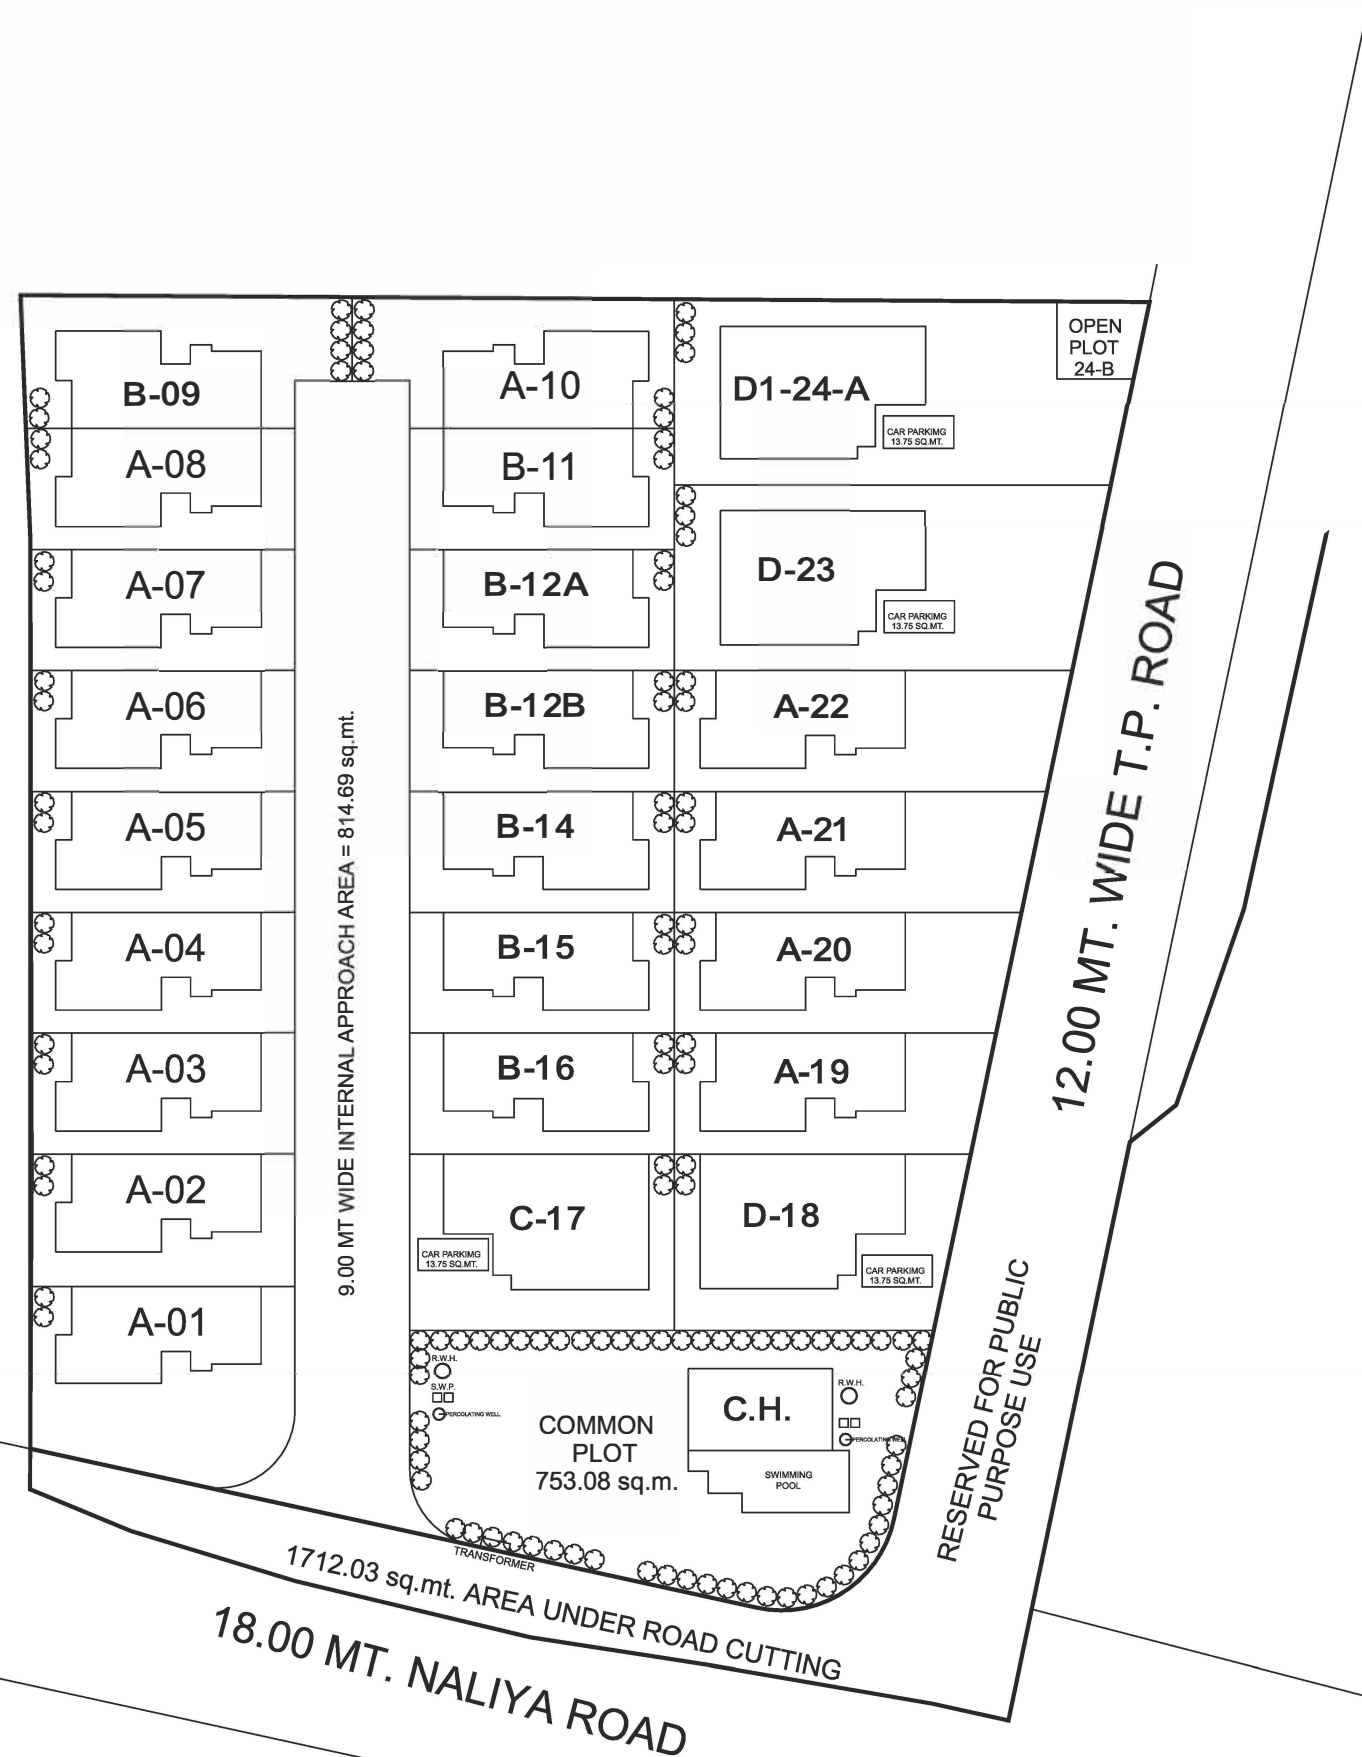 OPEN
PLOT
24-B
B-09
A-10
D1-24-A
CAR PARKIMG
13.75 SQ.MT.
A-08
B-11
A-07
B-12A
D-23
CAR PARKIMG
13.75 SQ.MT.
A-06
B-12B
A-22
A-05
B-14
A-21
A-04
B-15
A-20
A-03
B-16
A-19
A-02
C-17
D-18
CAR PARKIMG
13.75 SQ.MT.
CAR PARKIMG
13.75 SQ.MT.
A-01
9.00 MT WIDE INTERNAL APPROACH AREA = 814.69 sq.mt.
12.00 MT. WIDE T.P. ROAD
RESERVED FOR PUBLIC
PURPOSE USE
R.W.H.
S.W.P.
PERCOLATING WELL
COMMON
PLOT
753.08 sq.m.
C.H.
R.W.H.
PERCOLATING WELL
SWIMMING
POOL
TRANSFORMER
1712.03 sq.mt. AREA UNDER ROAD CUTTING
18.00 MT. NALIYA ROAD